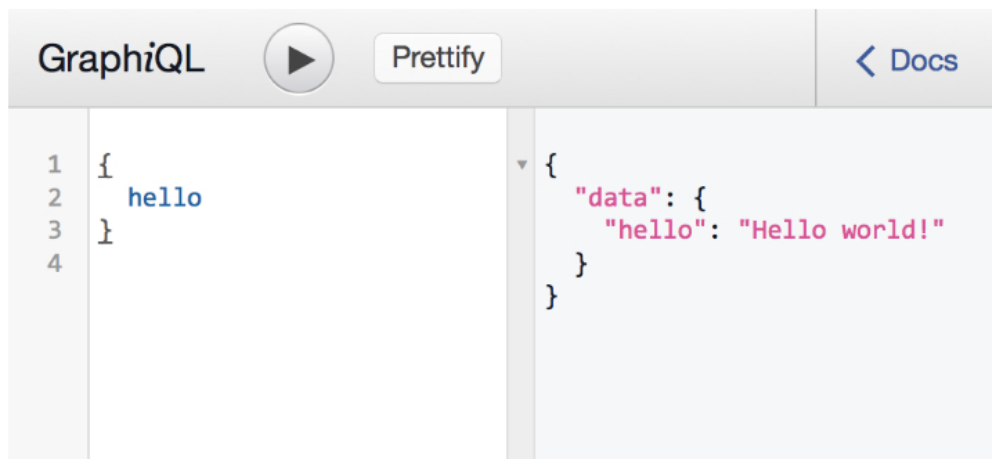 GraphiQL Prettify Docs
1 {
2 hello
3 }
4
{
"data": {
"hello": "Hello world!"
}
}